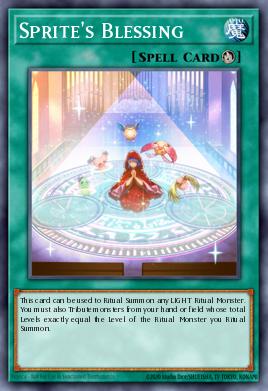 Sprite's Blessing
魔
[Spell Card]
This card can be used to Ritual Summon any LIGHT Ritual Monster.
You must also Tribute monsters from your hand or field whose total
Levels exactly equal the Level of the Ritual Monster you Ritual
Summon.